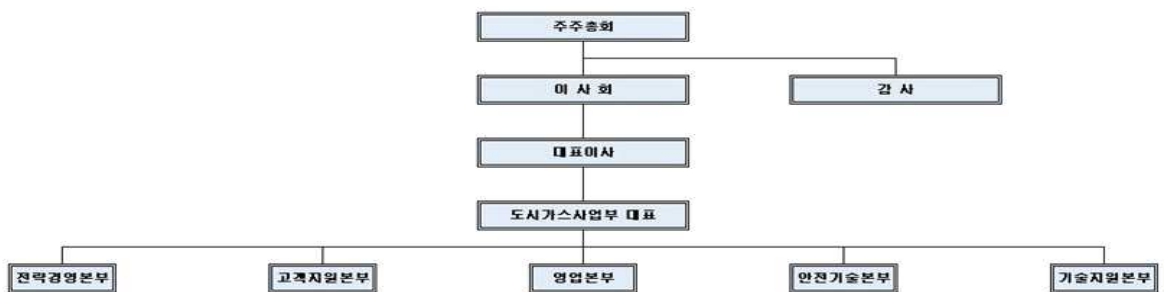 주주총회
이 사 회
감 사
대표이사
도시가스사업부 대표
전략경영본부
고객지원본부
영업본부
안전기술본부
기술지원본부